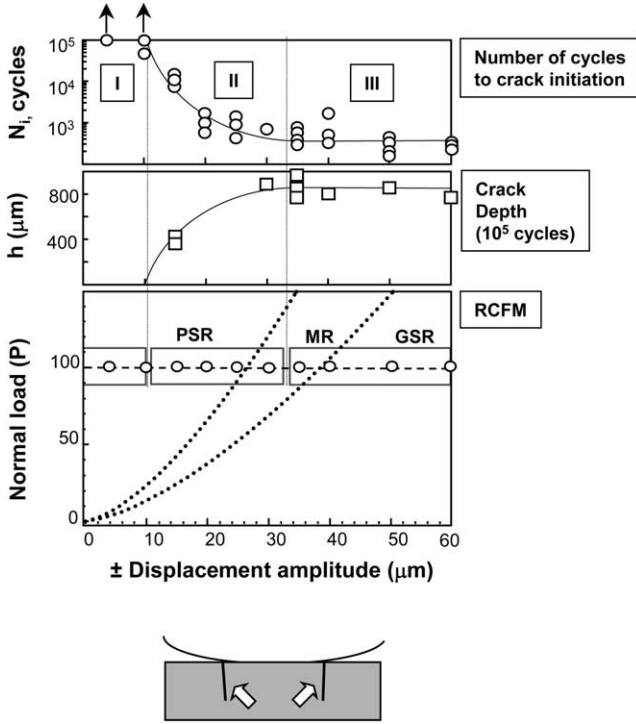 10⁵
10⁴
10³
Nᵢ, cycles
I
II
III
Number of cycles
to crack initiation
800
400
h (μm)
Crack
Depth
(10⁵ cycles)
RCFM
PSR
MR
GSR
100
50
0
Normal load (P)
0
10
20
30
40
50
60
± Displacement amplitude (μm)